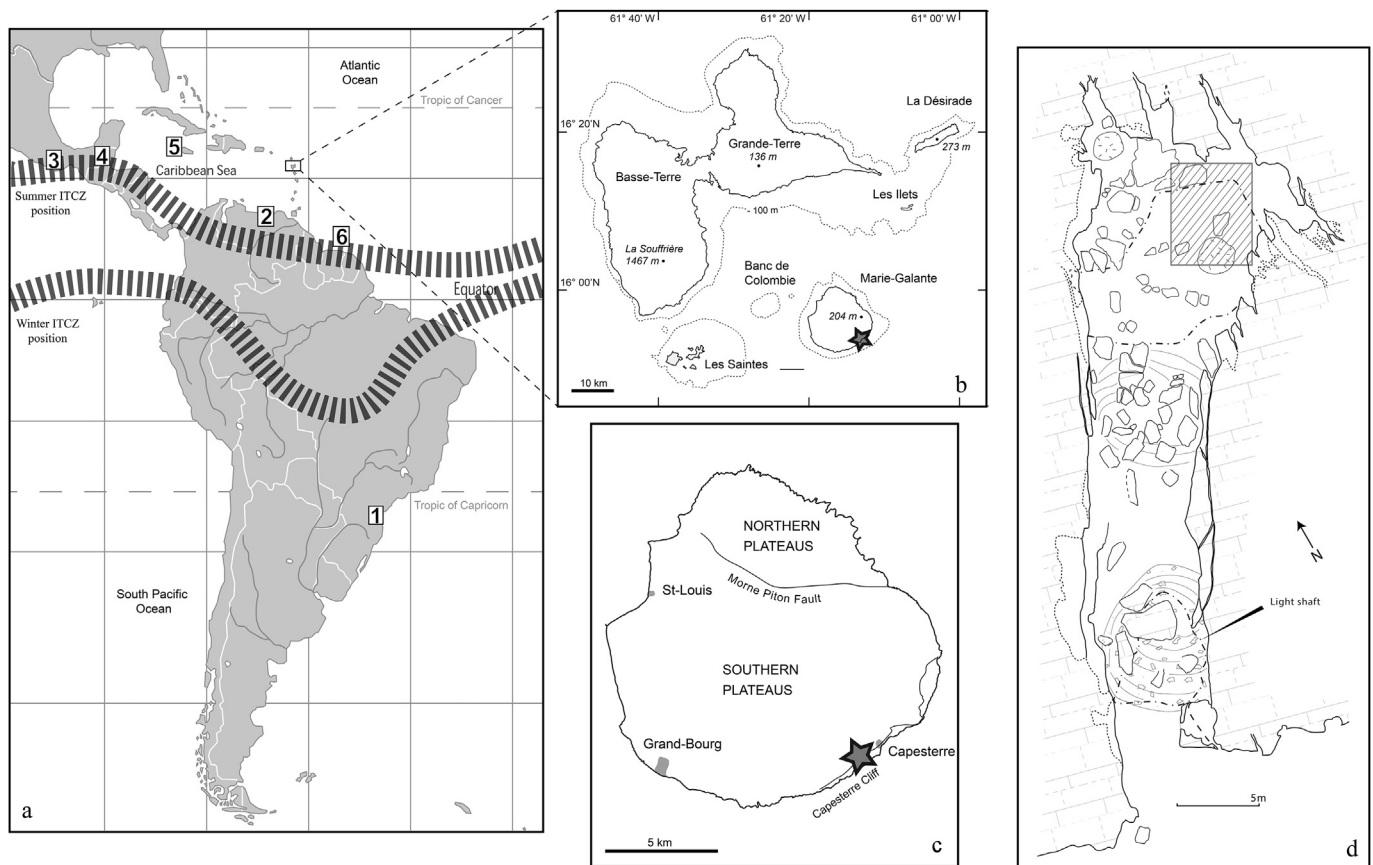 Atlantic
Ocean
Tropic of Cancer
5
3
4
Caribbean Sea
Summer ITCZ
position
2
6
Equator
Winter ITCZ
position
Tropic of Capricorn
1
South Pacific
Ocean
a
61° 40' W
61° 20' W
61° 00' W
La Désirade
16° 20'N
Grande-Terre
136 m
273 m
Basse-Terre
Les Ilets
- 100 m
La Souffrière
1467 m
Banc de
Colombie
Marie-Galante
16° 00'N
204 m
Les Saintes
10 km
b
NORTHERN
PLATEAUS
Morne Piton Fault
St-Louis
SOUTHERN
PLATEAUS
Grand-Bourg
Capesterre
Capesterre Cliff
5 km
c
N
Light shaft
5m
d